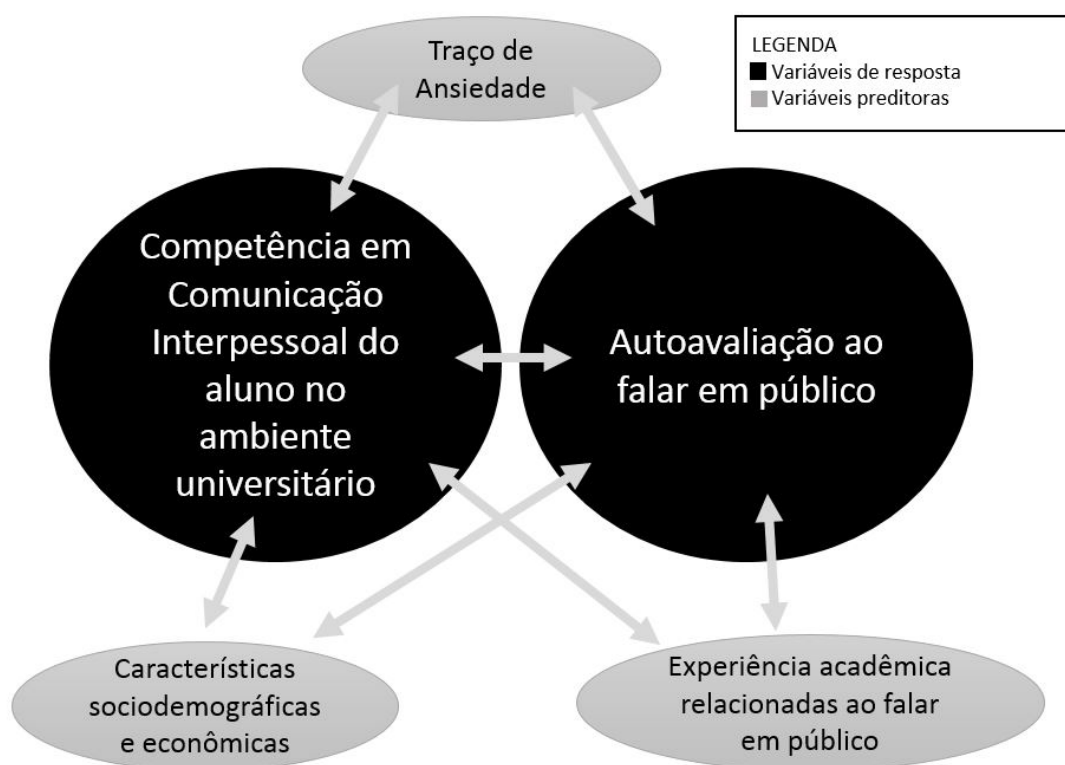 Traço de
Ansiedade
LEGENDA
Variáveis de resposta
Variáveis preditoras
Competência em
Comunicação
Interpessoal do
aluno no
ambiente
universitário
Autoavaliação ao
falar em público
Características
sociodemográficas
e econômicas
Experiência acadêmica
relacionadas ao falar
em público